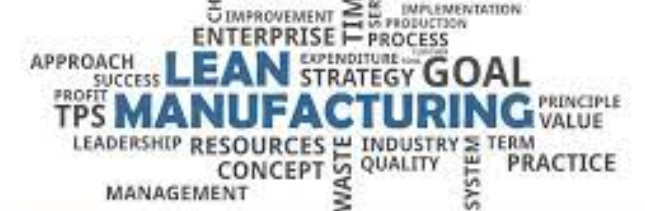 IMPROVEMENT
IMPLEMENTATION
PRODUCTION
ENTERPRISE
PROCESS
APPROACH
SUCCESS
LEAN
EXPENDITURE
STRATEGY
GOAL
PROFIT
TPS
MANUFACTURING
PRINCIPLE
VALUE
LEADERSHIP
RESOURCES
WASTE
INDUSTRY
SYSTEM
TERM
CONCEPT
QUALITY
PRACTICE
MANAGEMENT